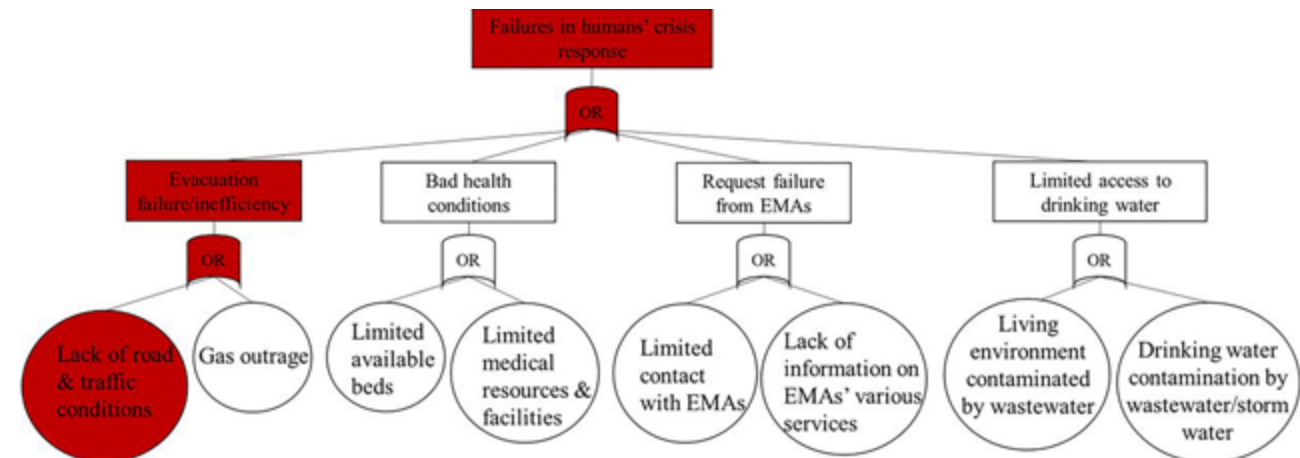 Failures in humans' crisis
response
OR
Evacuation
failure/inefficiency
Bad health
conditions
Request failure
from EMAs
Limited access to
drinking water
OR
OR
OR
OR
Lack of road
& traffic
conditions
Gas outrage
Limited
available
beds
Limited
medical
resources &
facilities
Limited
contact
with EMAs
Lack of
information on
EMAs' various
services
Living
environment
contaminated
by wastewater
Drinking water
contamination by
wastewater/storm
water